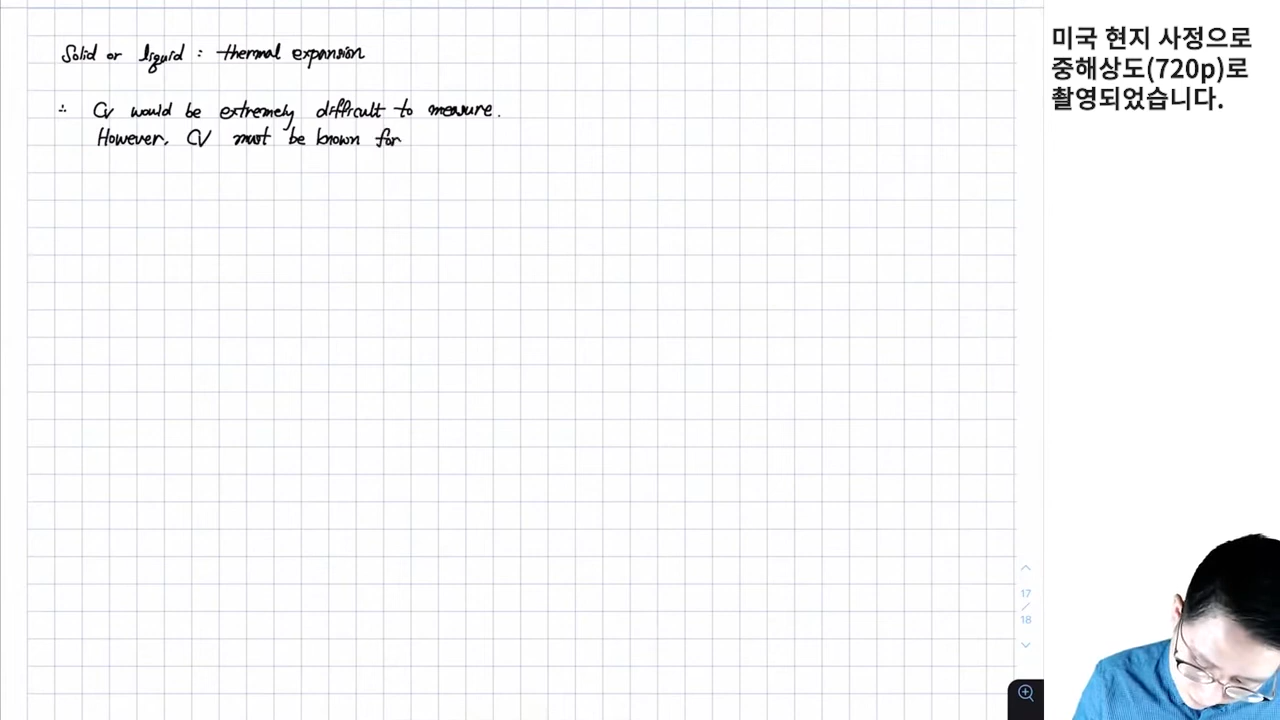 Solid or liquid : thermal expansion
∴ Cv would be extremely difficult to measure.
However, CV must be known for
미국 현지 사정으로
중해상도(720p)로
촬영되었습니다.
17
/
18